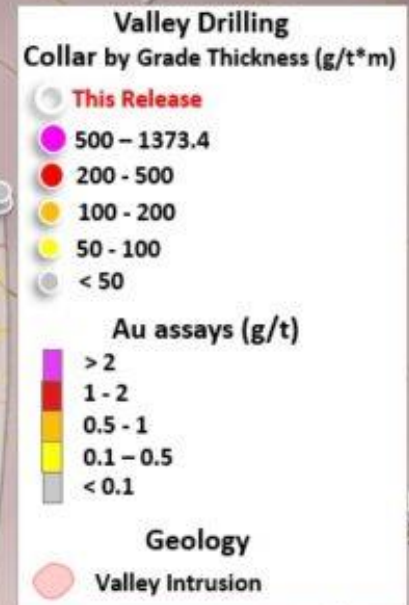 Valley Drilling
Collar by Grade Thickness (g/t*m)
This Release
500 – 1373.4
200 - 500
100 - 200
50 - 100
< 50
Au assays (g/t)
> 2
1 - 2
0.5 - 1
0.1 – 0.5
< 0.1
Geology
Valley Intrusion